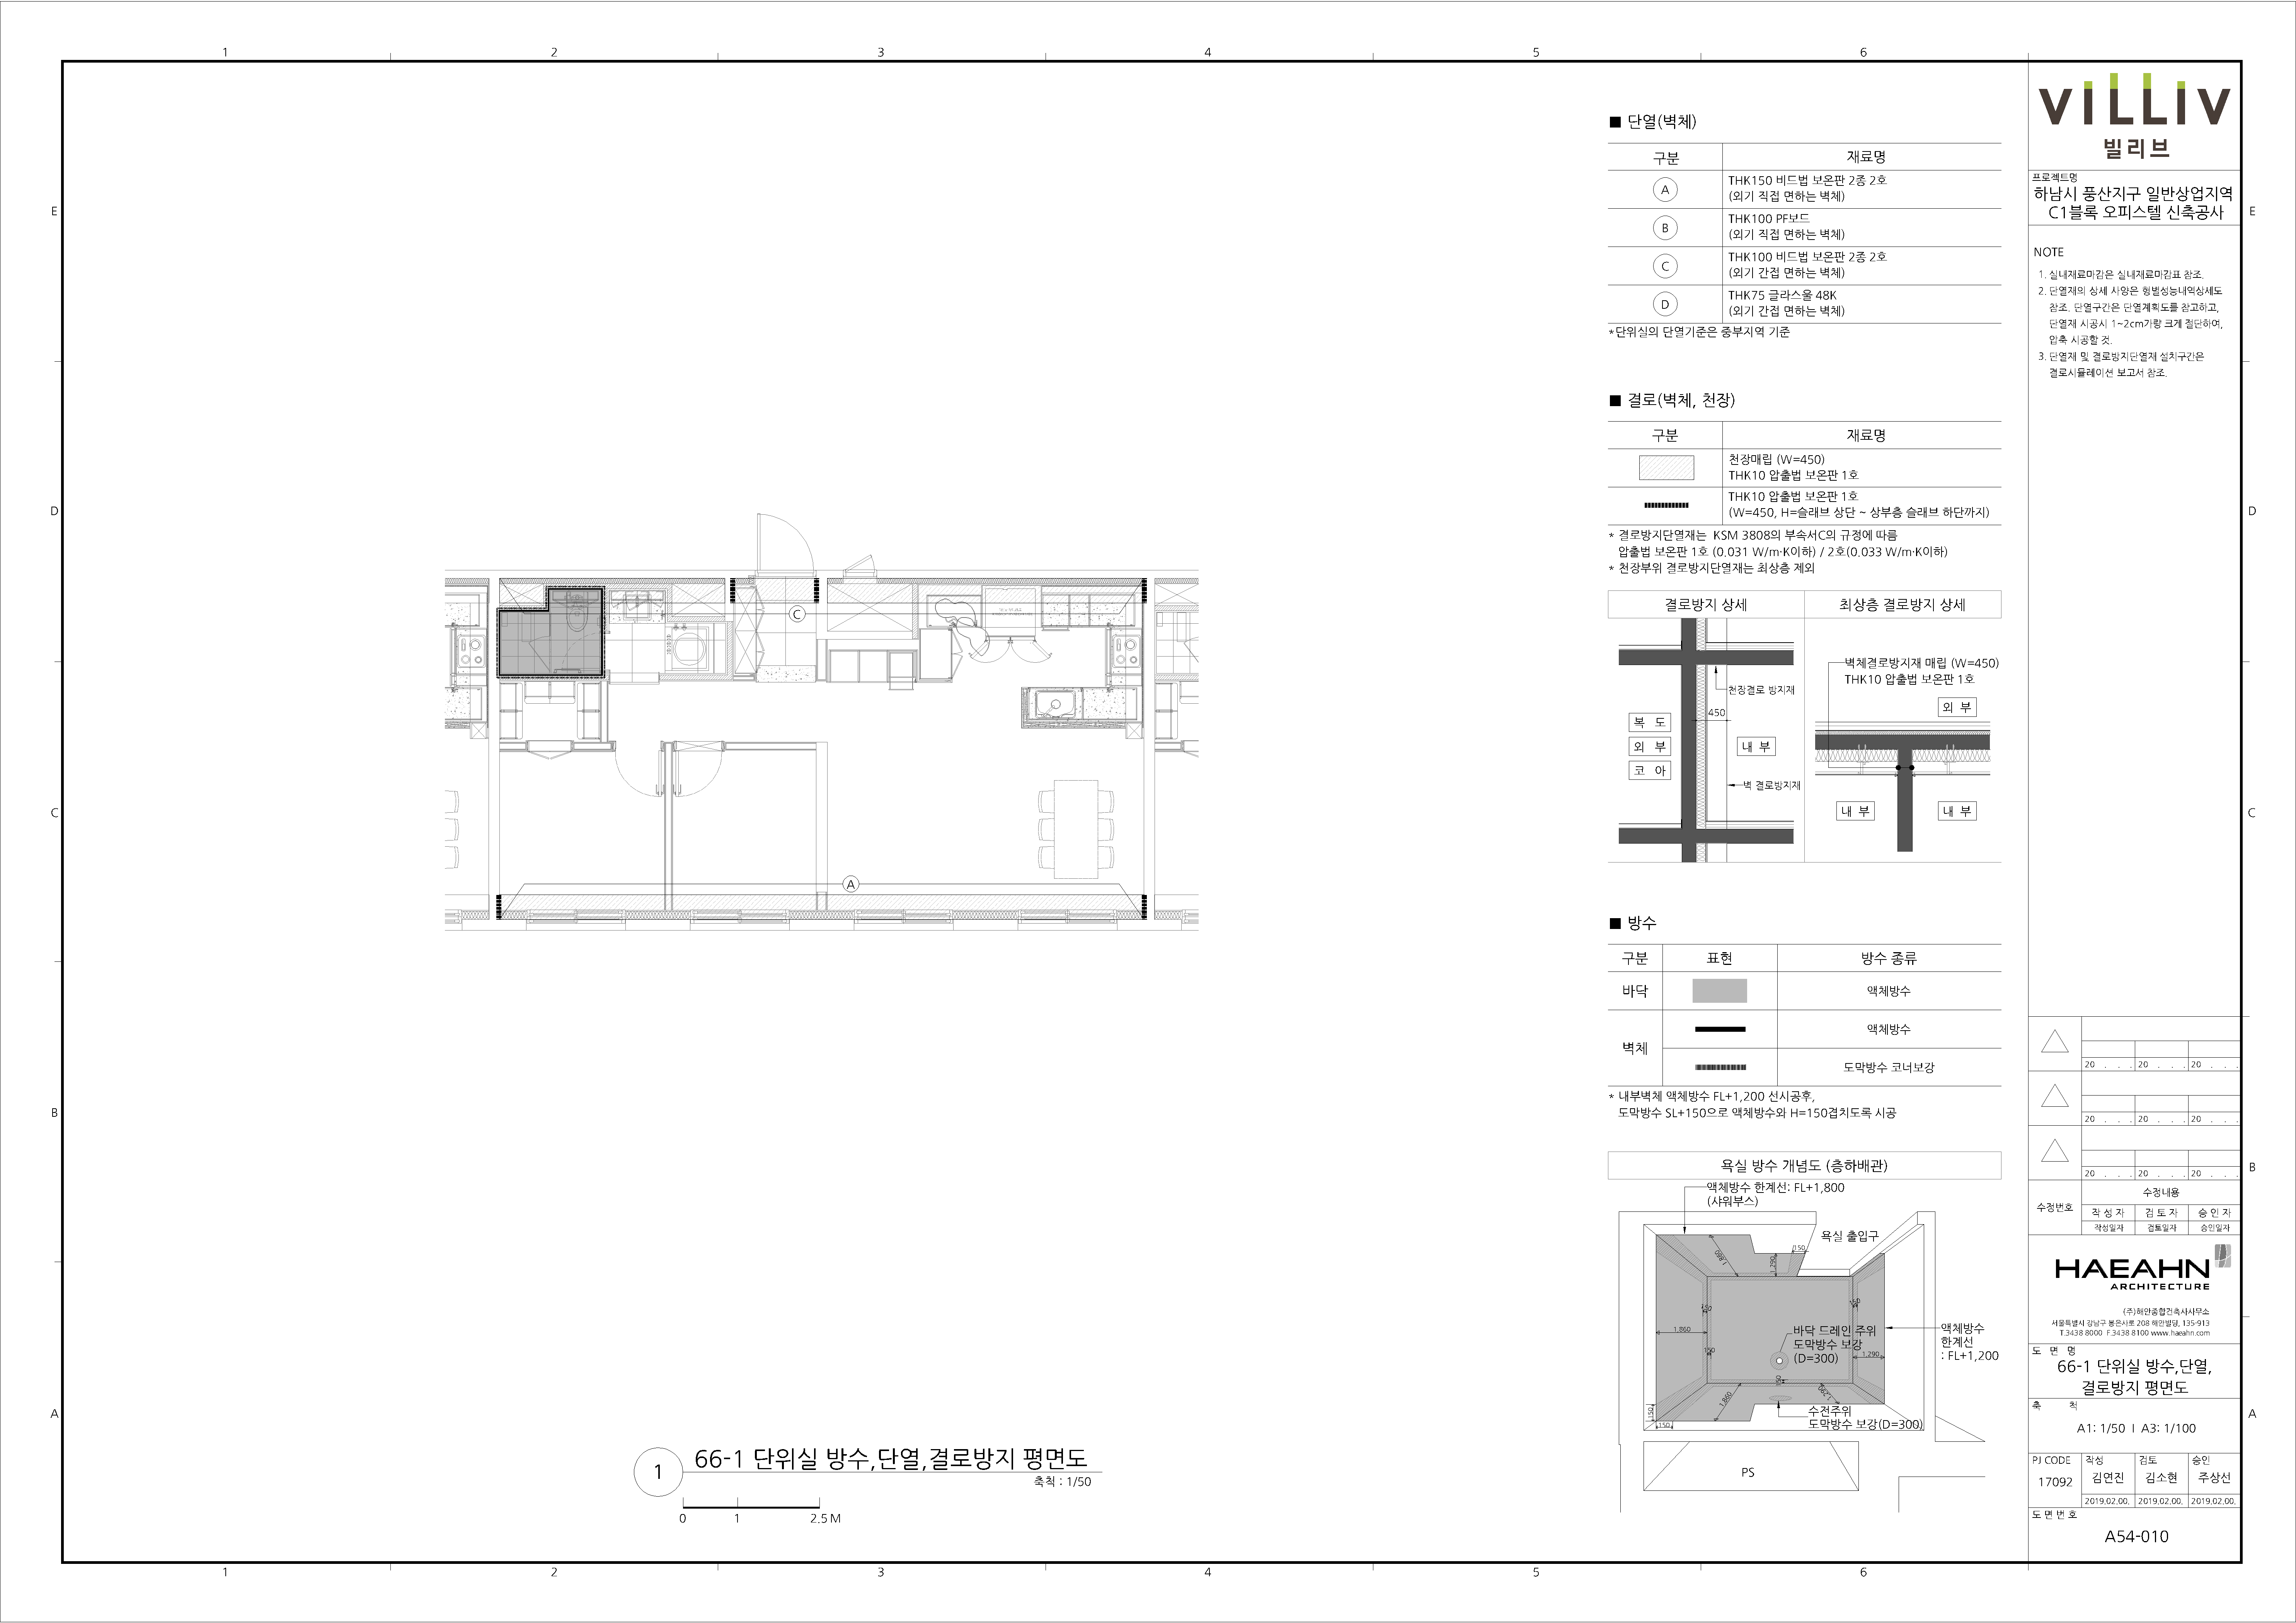 1 2 3 4 5 6
E
D
C
B
A
C
A
1
66-1 단위실 방수,단열,결로방지 평면도
축척 : 1/50
0 1 2.5 M
■ 단열(벽체)
구분 재료명
A
THK150 비드법 보온판 2종 2호
(외기 직접 면하는 벽체)
B
THK100 PF보드
(외기 직접 면하는 벽체)
C
THK100 비드법 보온판 2종 2호
(외기 간접 면하는 벽체)
D
THK75 글라스울 48K
(외기 간접 면하는 벽체)
*단위실의 단열기준은 중부지역 기준
■ 결로(벽체, 천장)
구분 재료명
천장매립 (W=450)
THK10 압출법 보온판 1호
THK10 압출법 보온판 1호
(W=450, H=슬래브 상단 ~ 상부층 슬래브 하단까지)
* 결로방지단열재는 KSM 3808의 부속서C의 규정에 따름
압출법 보온판 1호 (0.031 W/m·K이하) / 2호(0.033 W/m·K이하)
* 천장부위 결로방지단열재는 최상층 제외
결로방지 상세 최상층 결로방지 상세
천장결로 방지재
450
복 도
외 부
코 아
내 부
벽 결로방지재
벽체결로방지재 매립 (W=450)
THK10 압출법 보온판 1호
외 부
내 부 내 부
■ 방수
구분 표현 방수 종류
바닥 액체방수
벽체
액체방수
도막방수 코너보강
* 내부벽체 액체방수 FL+1,200 선시공후,
도막방수 SL+150으로 액체방수와 H=150겹치도록 시공
욕실 방수 개념도 (층하배관)
액체방수 한계선: FL+1,800
(샤워부스)
욕실 출입구
150
1,860
1,290
150
150
1,860
150
바닥 드레인 주위
도막방수 보강
(D=300)
1,290
액체방수
한계선
: FL+1,200
150
1,860
1,290
수전주위
도막방수 보강(D=300)
150
150
PS
VILLIV
빌리브
프로젝트명
하남시 풍산지구 일반상업지역
C1블록 오피스텔 신축공사
NOTE
1. 실내재료마감은 실내재료마감표 참조.
2. 단열재의 상세 사양은 형별성능내역상세도
참조. 단열구간은 단열계획도를 참고하고,
단열재 시공시 1~2cm가량 크게 절단하여,
압축 시공할 것.
3. 단열재 및 결로방지단열재 설치구간은
결로시뮬레이션 보고서 참조.
20 . . . 20 . . . 20 . . .
20 . . . 20 . . . 20 . . .
20 . . . 20 . . . 20 . . .
수정번호
수정내용
작 성 자 검 토 자 승 인 자
작성일자 검토일자 승인일자
HAEAHN
ARCHITECTURE
(주)해안종합건축사사무소
서울특별시 강남구 봉은사로 208 해안빌딩, 135-913
T.3438 8000 F.3438 8100 www.haeahn.com
도 면 명
66-1 단위실 방수,단열,
결로방지 평면도
축 척
A1: 1/50 I A3: 1/100
PJ CODE 작성 검토 승인
17092 김연진 김소현 주상선
2019.02.00. 2019.02.00. 2019.02.00.
도 면 번 호
A54-010
E
D
C
B
A
1 2 3 4 5 6